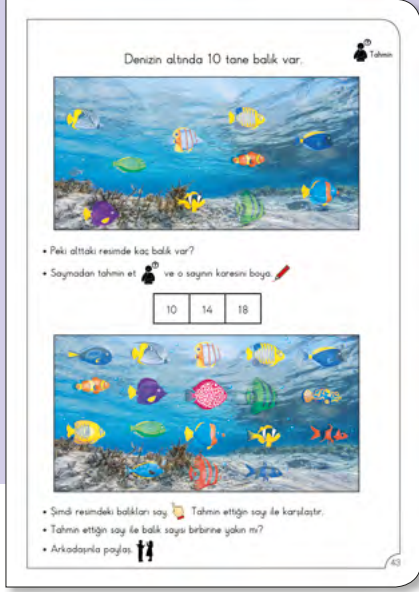 Tahmin
Denizin altında 10 tane balık var.
• Peki alttaki resimde kaç balık var?
• Saymadan tahmin et ve o sayının karesini boya.
10 14 18
• Şimdi resimdeki balıkları say. Tahmin ettiğin sayı ile karşılaştır.
• Tahmin ettiğin sayı ile balık sayısı birbirine yakın mı?
• Arkadaşınla paylaş.
43